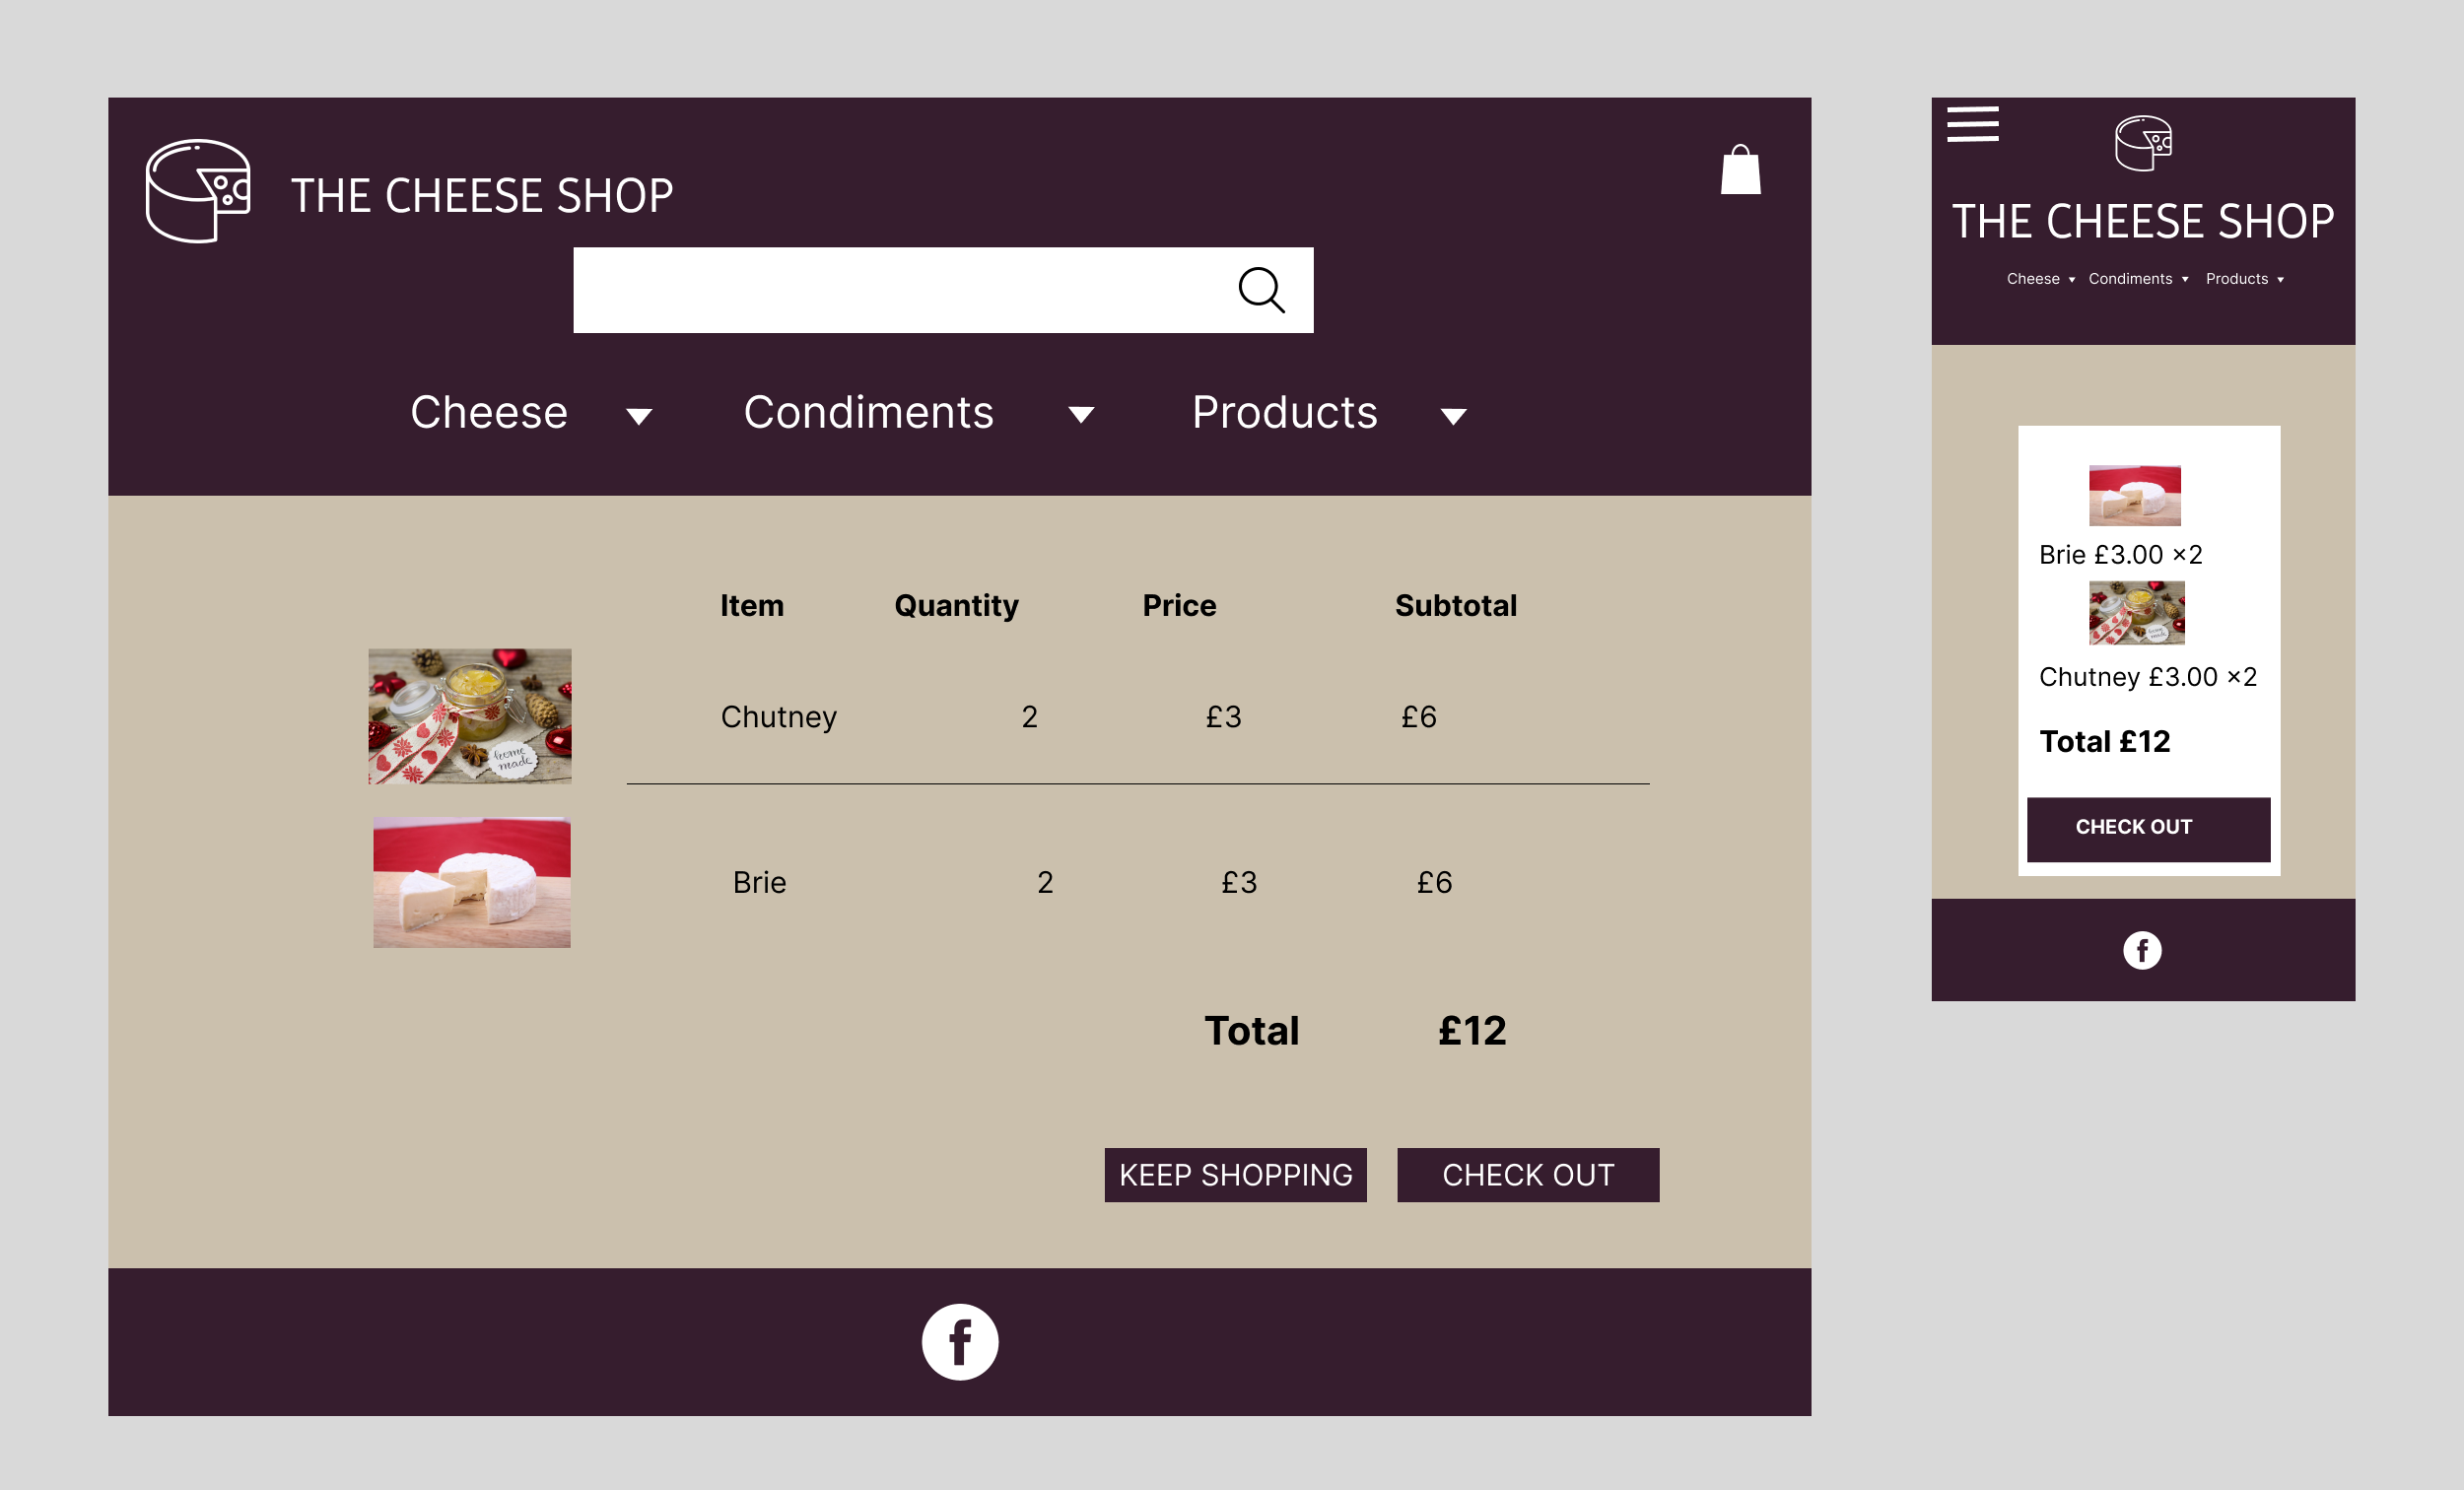 THE CHEESE SHOP
Cheese
Condiments
Products
Item Quantity Price Subtotal
Chutney 2 £3 £6
home
made
Brie 2 £3 £6
Total £12
KEEP SHOPPING
CHECK OUT
f
THE CHEESE SHOP
Cheese
Condiments
Products
Brie £3.00 ×2
Chutney £3.00 ×2
Total £12
CHECK OUT
f